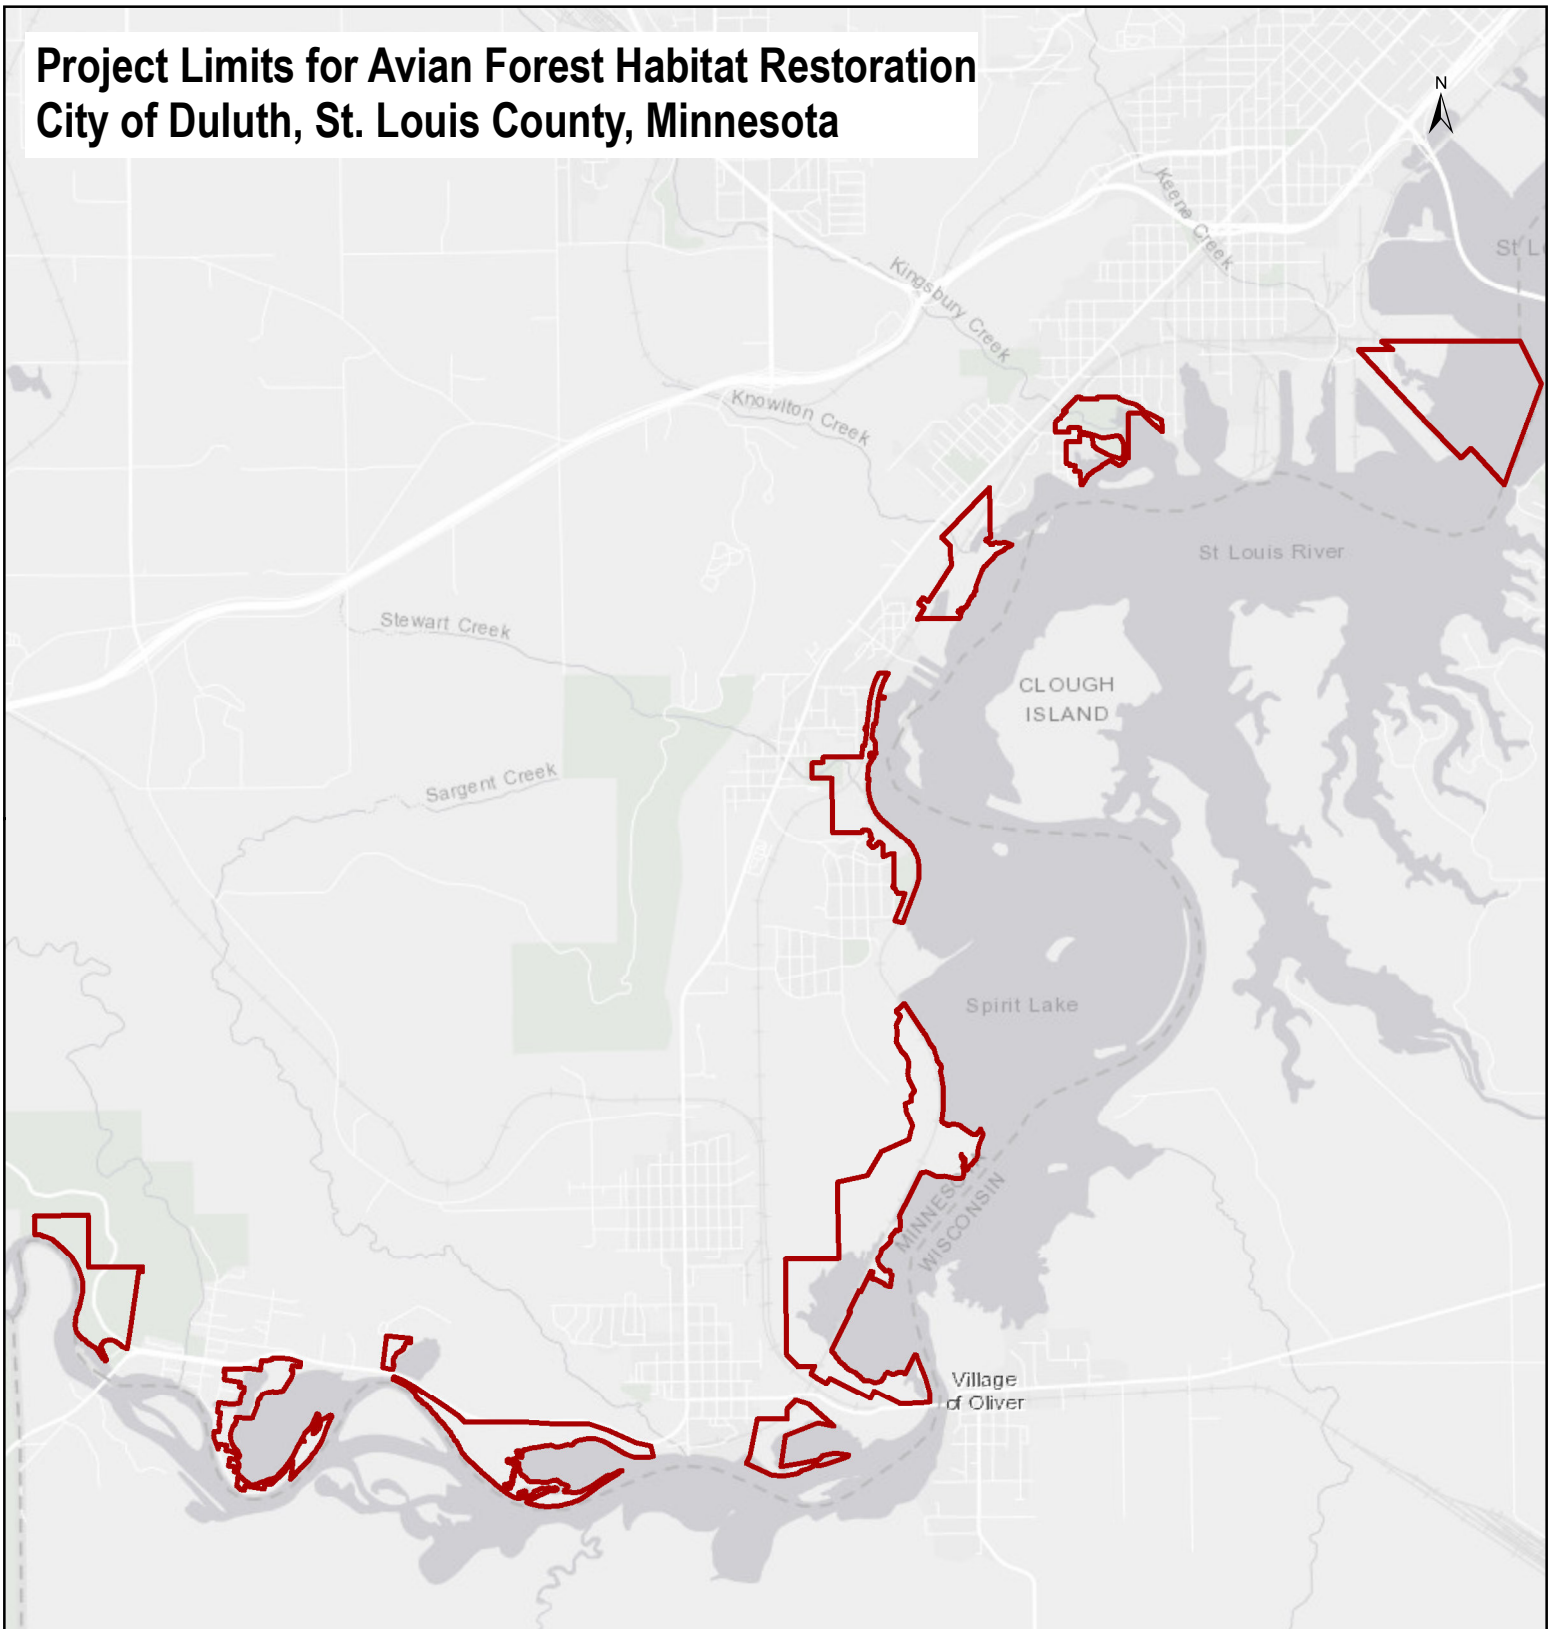 Project Limits for Avian Forest Habitat Restoration
City of Duluth, St. Louis County, Minnesota
N
Keene Creek
St L
Kingsbury Creek
Knowlton Creek
St Louis River
Stewart Creek
CLOUGH
ISLAND
Sargent Creek
Spirit Lake
MINNESOTA
WISCONSIN
Village
of Oliver